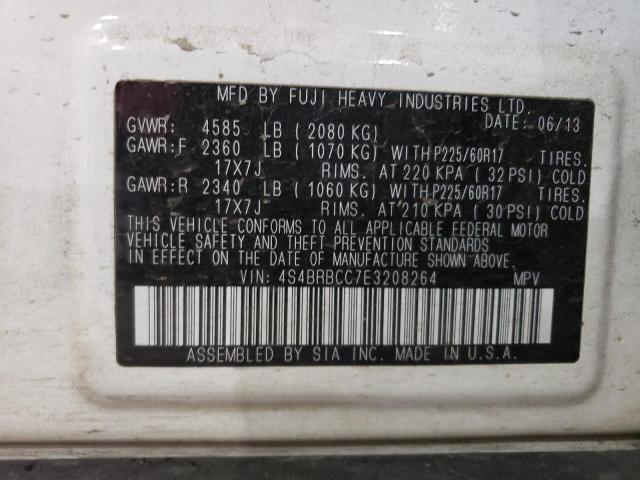 MFD BY FUJI HEAVY INDUSTRIES LTD.
DATE: 06/13
GVWR: 4585 LB ( 2080 KG)
GAWR:F 2360 LB ( 1070 KG) WITH P225/60R17 TIRES.
17X7J RIMS. AT 220 KPA ( 32 PSI) COLD
GAWR:R 2340 LB ( 1060 KG) WITH P225/60R17 TIRES.
17X7J RIMS. AT 210 KPA ( 30 PSI) COLD
THIS VEHICLE CONFORMS TO ALL APPLICABLE FEDERAL MOTOR
VEHICLE SAFETY AND THEFT PREVENTION STANDARDS
IN EFFECT ON THE DATE OF MANUFACTURE SHOWN ABOVE.
VIN: 4S4BRBCC7E3208264 MPV
ASSEMBLED BY SIA INC. MADE IN U.S.A.